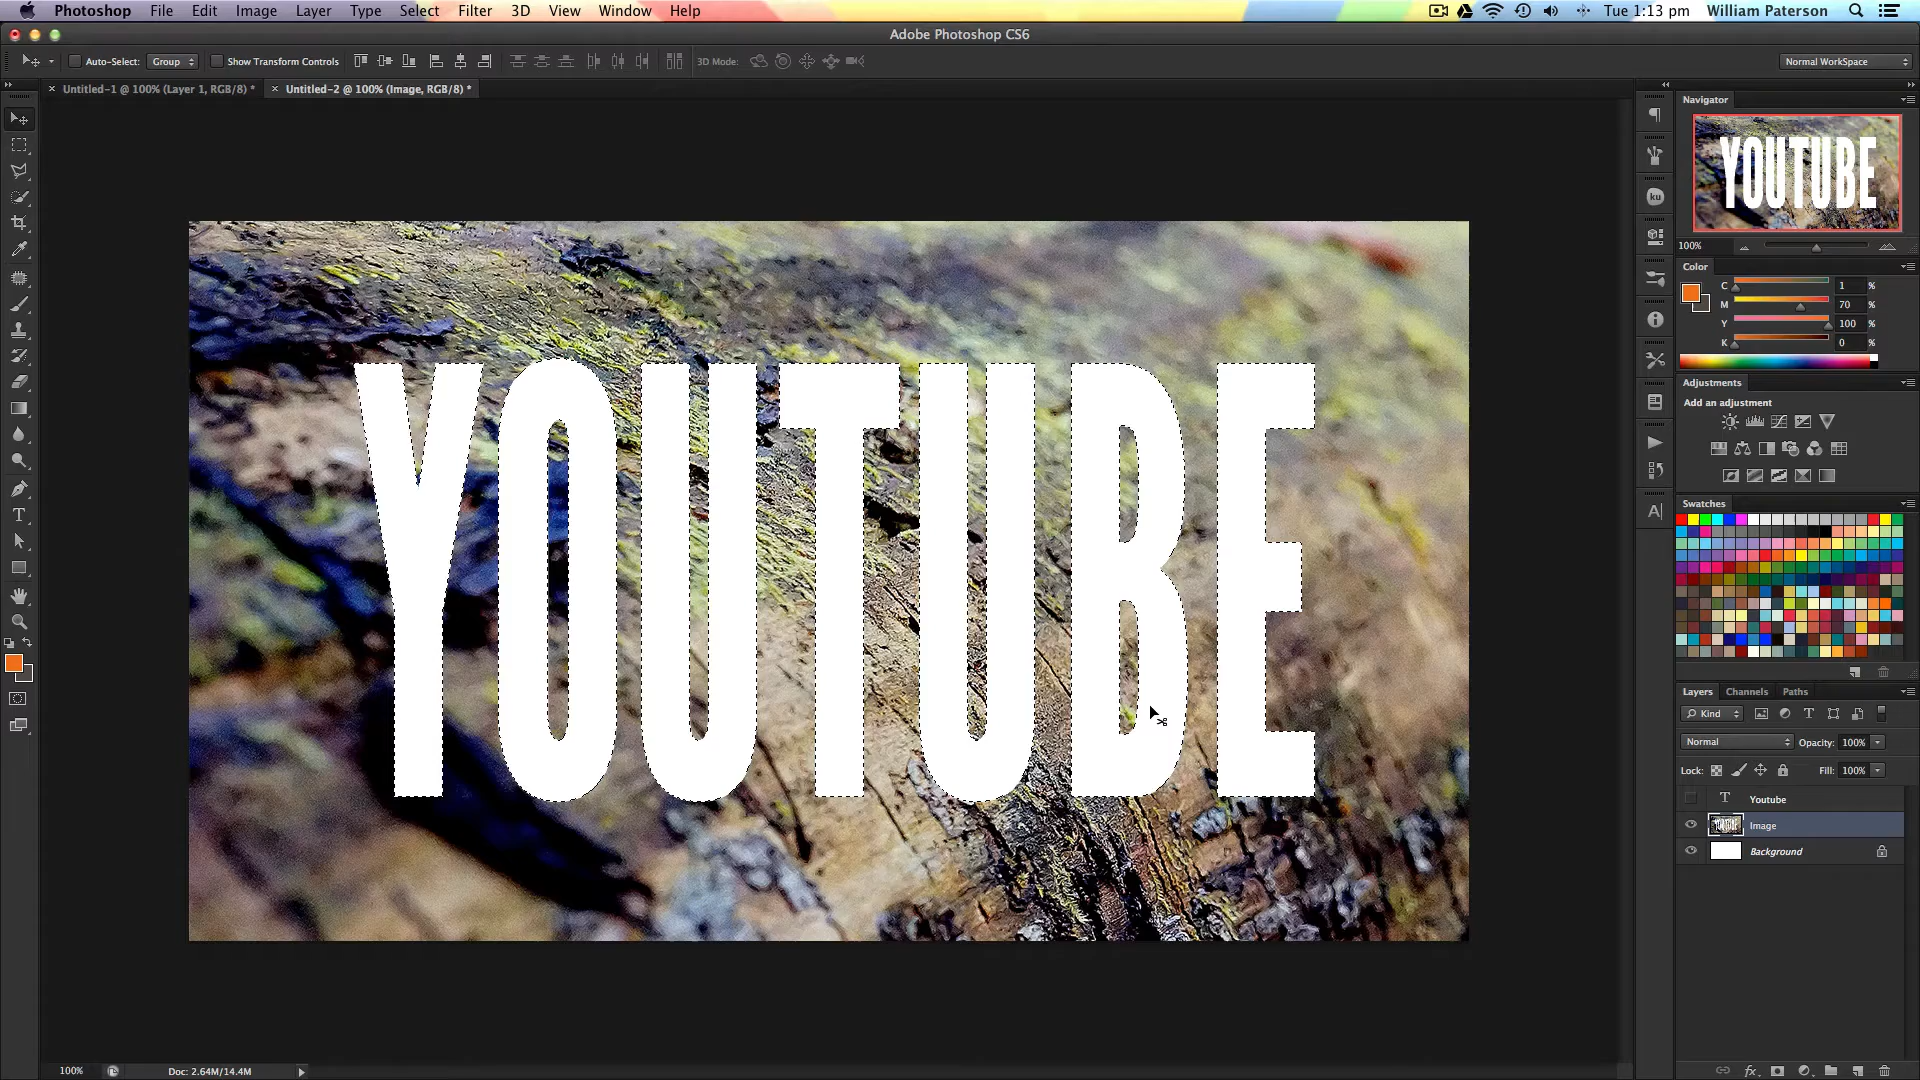 Photoshop File Edit Image Layer Type Select Filter 3D View Window Help Tue 1:13 pm William Paterson
Adobe Photoshop CS6
Auto-Select: Group Show Transform Controls 3D Mode: Normal WorkSpace
Untitled-1 @ 100% (Layer 1, RGB/8) * Untitled-2 @ 100% (Image, RGB/8) *
Navigator
YOUTUBE
100%
Color
C 1 %
M 70 %
Y 100 %
K 0 %
Adjustments
Add an adjustment
Swatches
YOUTUBE
ku
A
T
Layers Channels Paths
Kind T
Normal Opacity: 100%
Lock: Fill: 100%
T Youtube
Image
Background
100% Doc: 2.64M/14.4M
fx